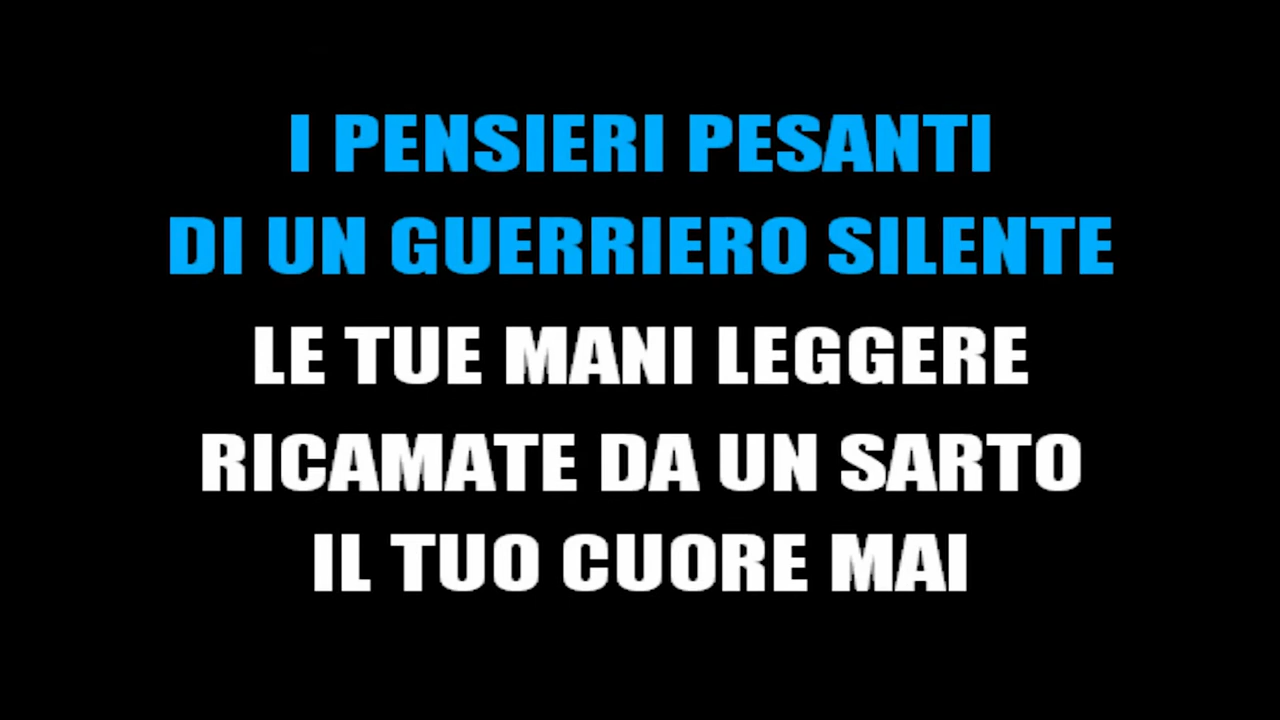 I PENSIERI PESANTI
DI UN GUERRIERO SILENTE
LE TUE MANI LEGGERE
RICAMATE DA UN SARTO
IL TUO CUORE MAI